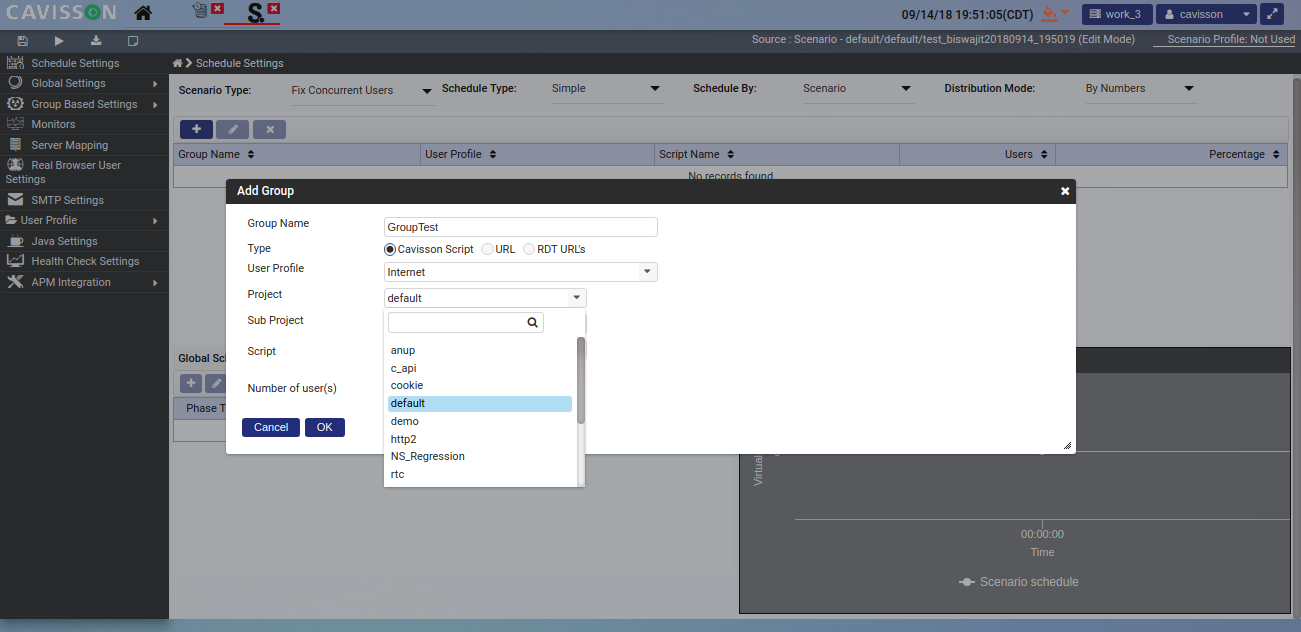 CAVISSON
S.
09/14/18 19:51:05(CDT)
work_3
cavisson
Source : Scenario - default/default/test_biswajit20180914_195019 (Edit Mode)
Scenario Profile: Not Used
Schedule Settings
Global Settings
Group Based Settings
Monitors
Server Mapping
Real Browser User
Settings
SMTP Settings
User Profile
Java Settings
Health Check Settings
APM Integration
Schedule Settings
Scenario Type: Fix Concurrent Users Schedule Type: Simple Schedule By: Scenario Distribution Mode: By Numbers
Group Name User Profile Script Name Users Percentage
No records found
Add Group
Group Name GroupTest
Type Cavisson Script URL RDT URL's
User Profile Internet
Project default
Sub Project
Script
Number of user(s)
anup
c_api
cookie
default
demo
http2
NS_Regression
rtc
Cancel OK
Global
Phase T
Virtual
00:00:00
Time
Scenario schedule